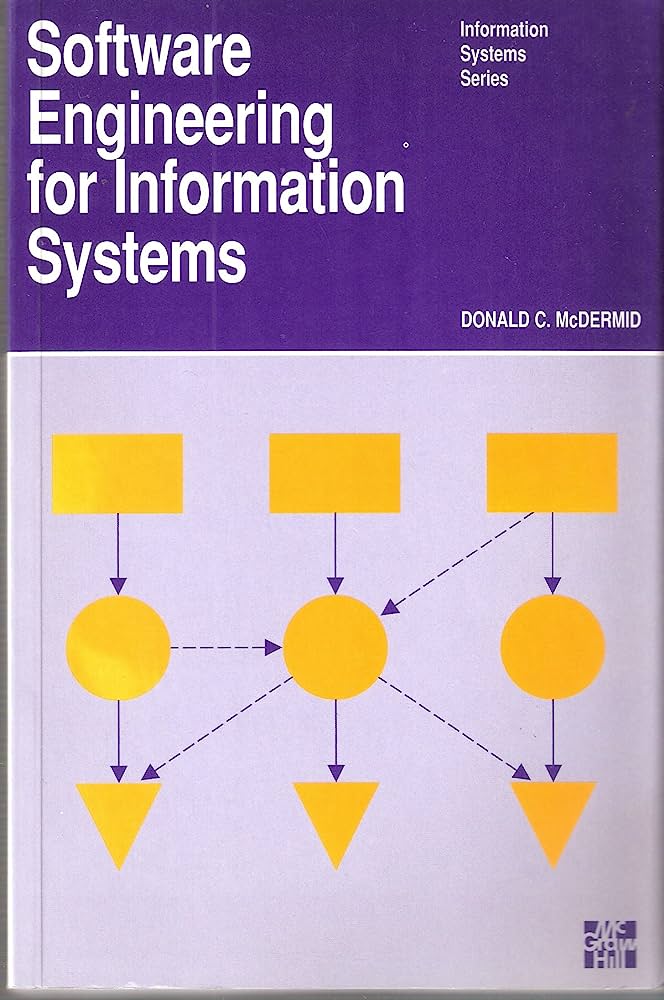 Software
Engineering
for Information
Systems
Information
Systems
Series
DONALD C. McDERMID
Mc
Graw
Hill